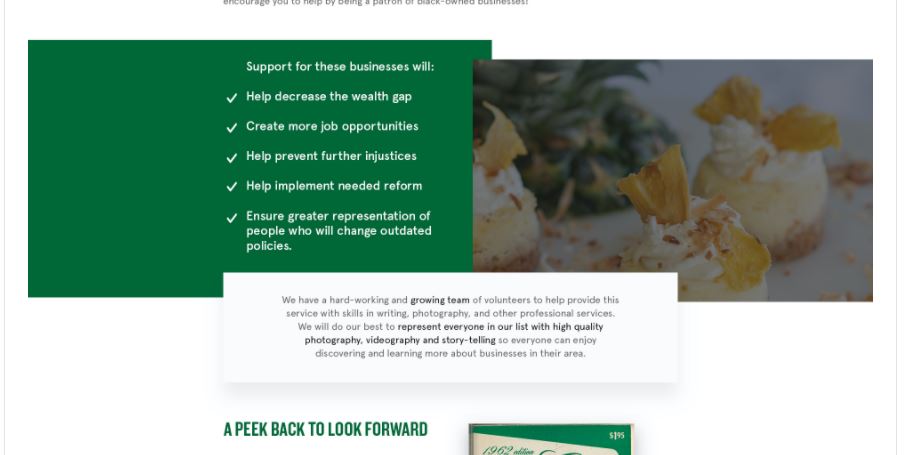 encourage you to help by being a patron of black-owned businesses!
Support for these businesses will:
Help decrease the wealth gap
Create more job opportunities
Help prevent further injustices
Help implement needed reform
Ensure greater representation of
people who will change outdated
policies.
We have a hard-working and growing team of volunteers to help provide this
service with skills in writing, photography, and other professional services.
We will do our best to represent everyone in our list with high quality
photography, videography and story-telling so everyone can enjoy
discovering and learning more about businesses in their area.
A PEEK BACK TO LOOK FORWARD
$1.95
1962 edition